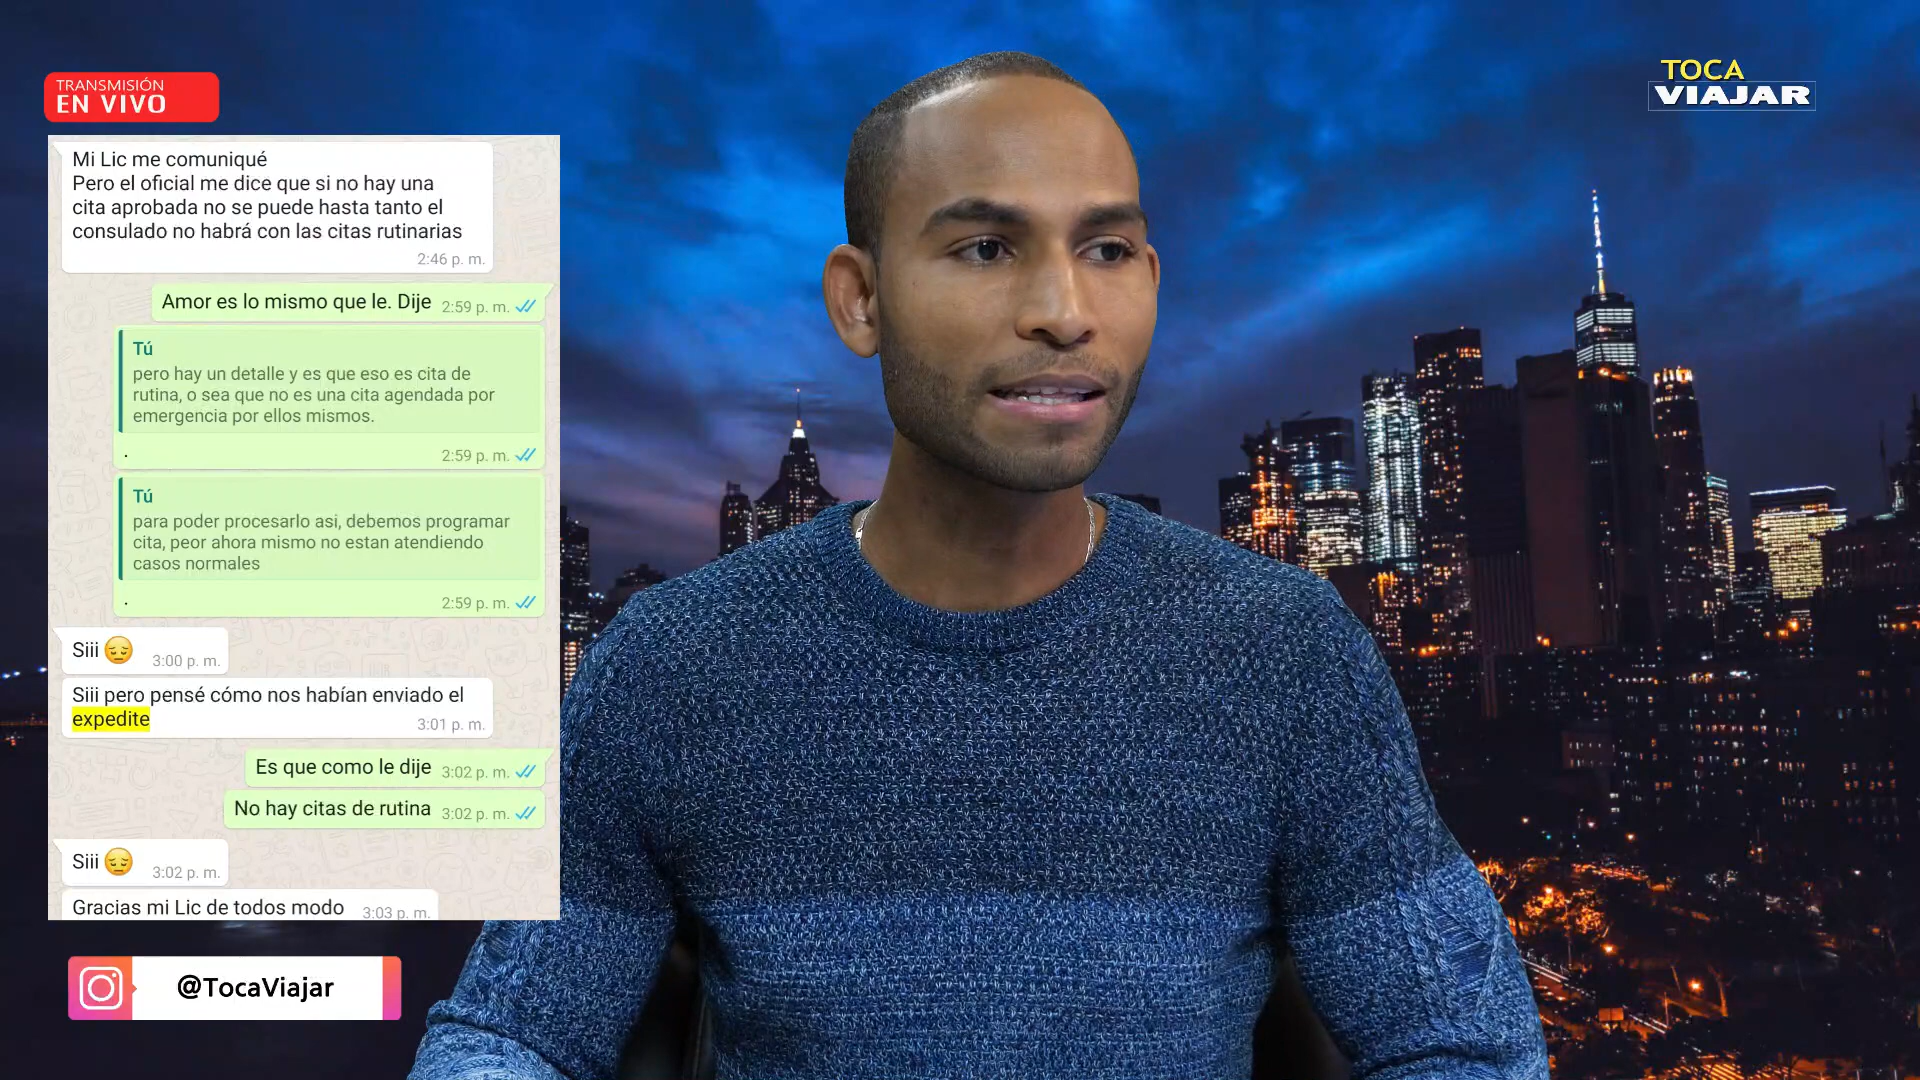 TRANSMISIÓN
EN VIVO
TOCA
VIAJAR
Mi Lic me comuniqué
Pero el oficial me dice que si no hay una
cita aprobada no se puede hasta tanto el
consulado no habrá con las citas rutinarias
2:46 p. m.
Amor es lo mismo que le. Dije 2:59 p. m.
Tú
pero hay un detalle y es que eso es cita de
rutina, o sea que no es una cita agendada por
emergencia por ellos mismos.
. 2:59 p. m.
Tú
para poder procesarlo asi, debemos programar
cita, peor ahora mismo no estan atendiendo
casos normales
. 2:59 p. m.
Siii 😔 3:00 p. m.
Siii pero pensé cómo nos habían enviado el
expedite 3:01 p. m.
Es que como le dije 3:02 p. m.
No hay citas de rutina 3:02 p. m.
Siii 😔 3:02 p. m.
Gracias mi Lic de todos modo 3:03 p. m.
@TocaViajar